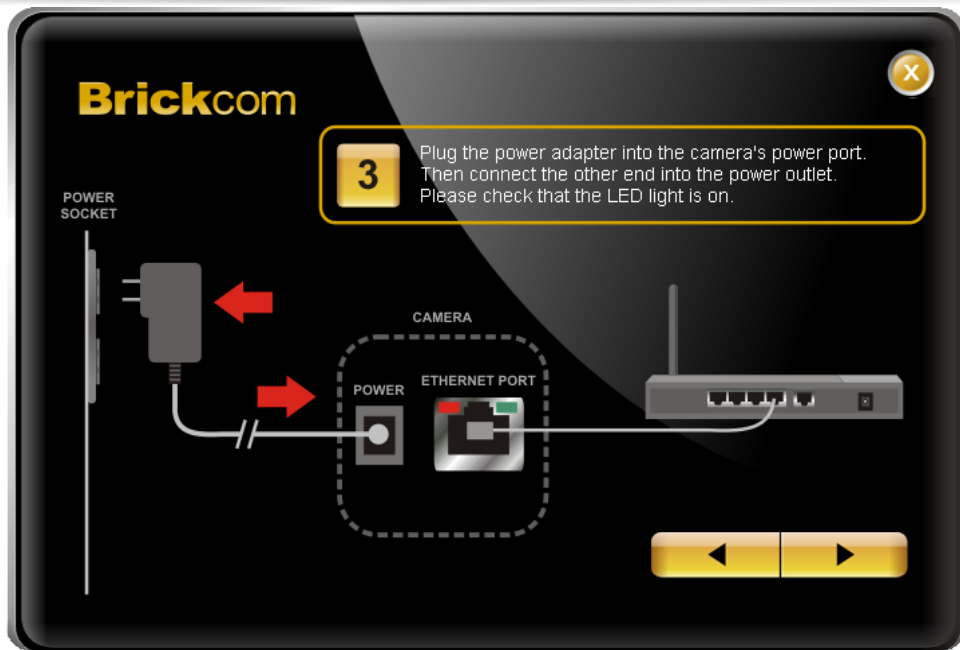 Brickcom
3
Plug the power adapter into the camera's power port.
Then connect the other end into the power outlet.
Please check that the LED light is on.
POWER
SOCKET
CAMERA
POWER
ETHERNET PORT
X